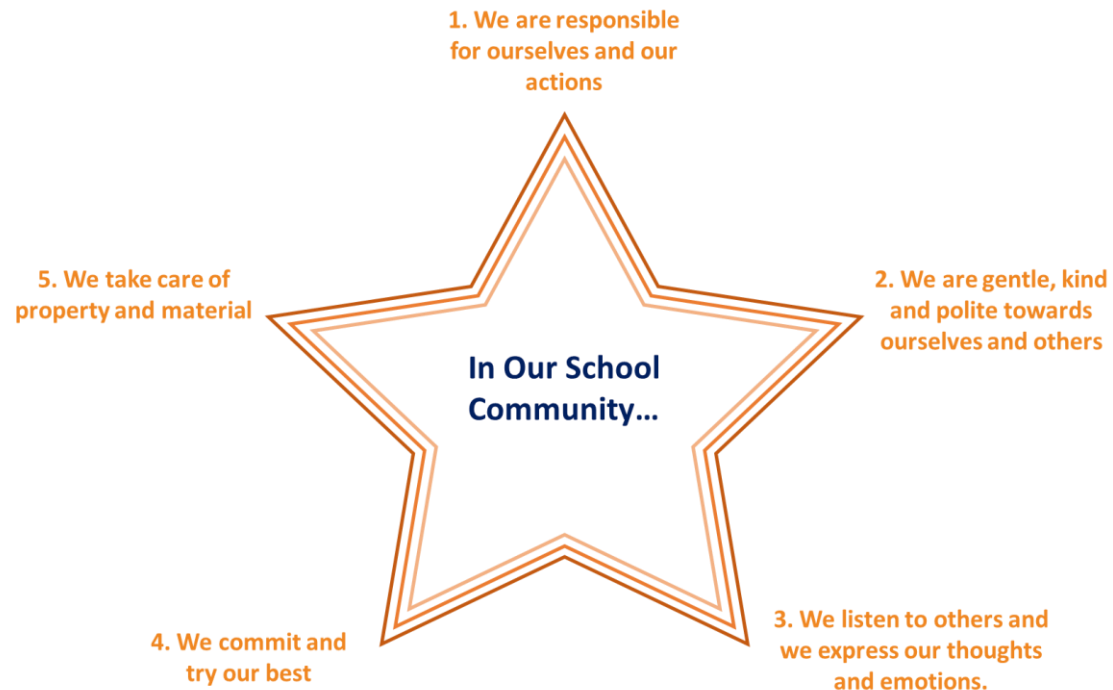 1. We are responsible
for ourselves and our
actions
5. We take care of
property and material
2. We are gentle, kind
and polite towards
ourselves and others
In Our School
Community...
4. We commit and
try our best
3. We listen to others and
we express our thoughts
and emotions.